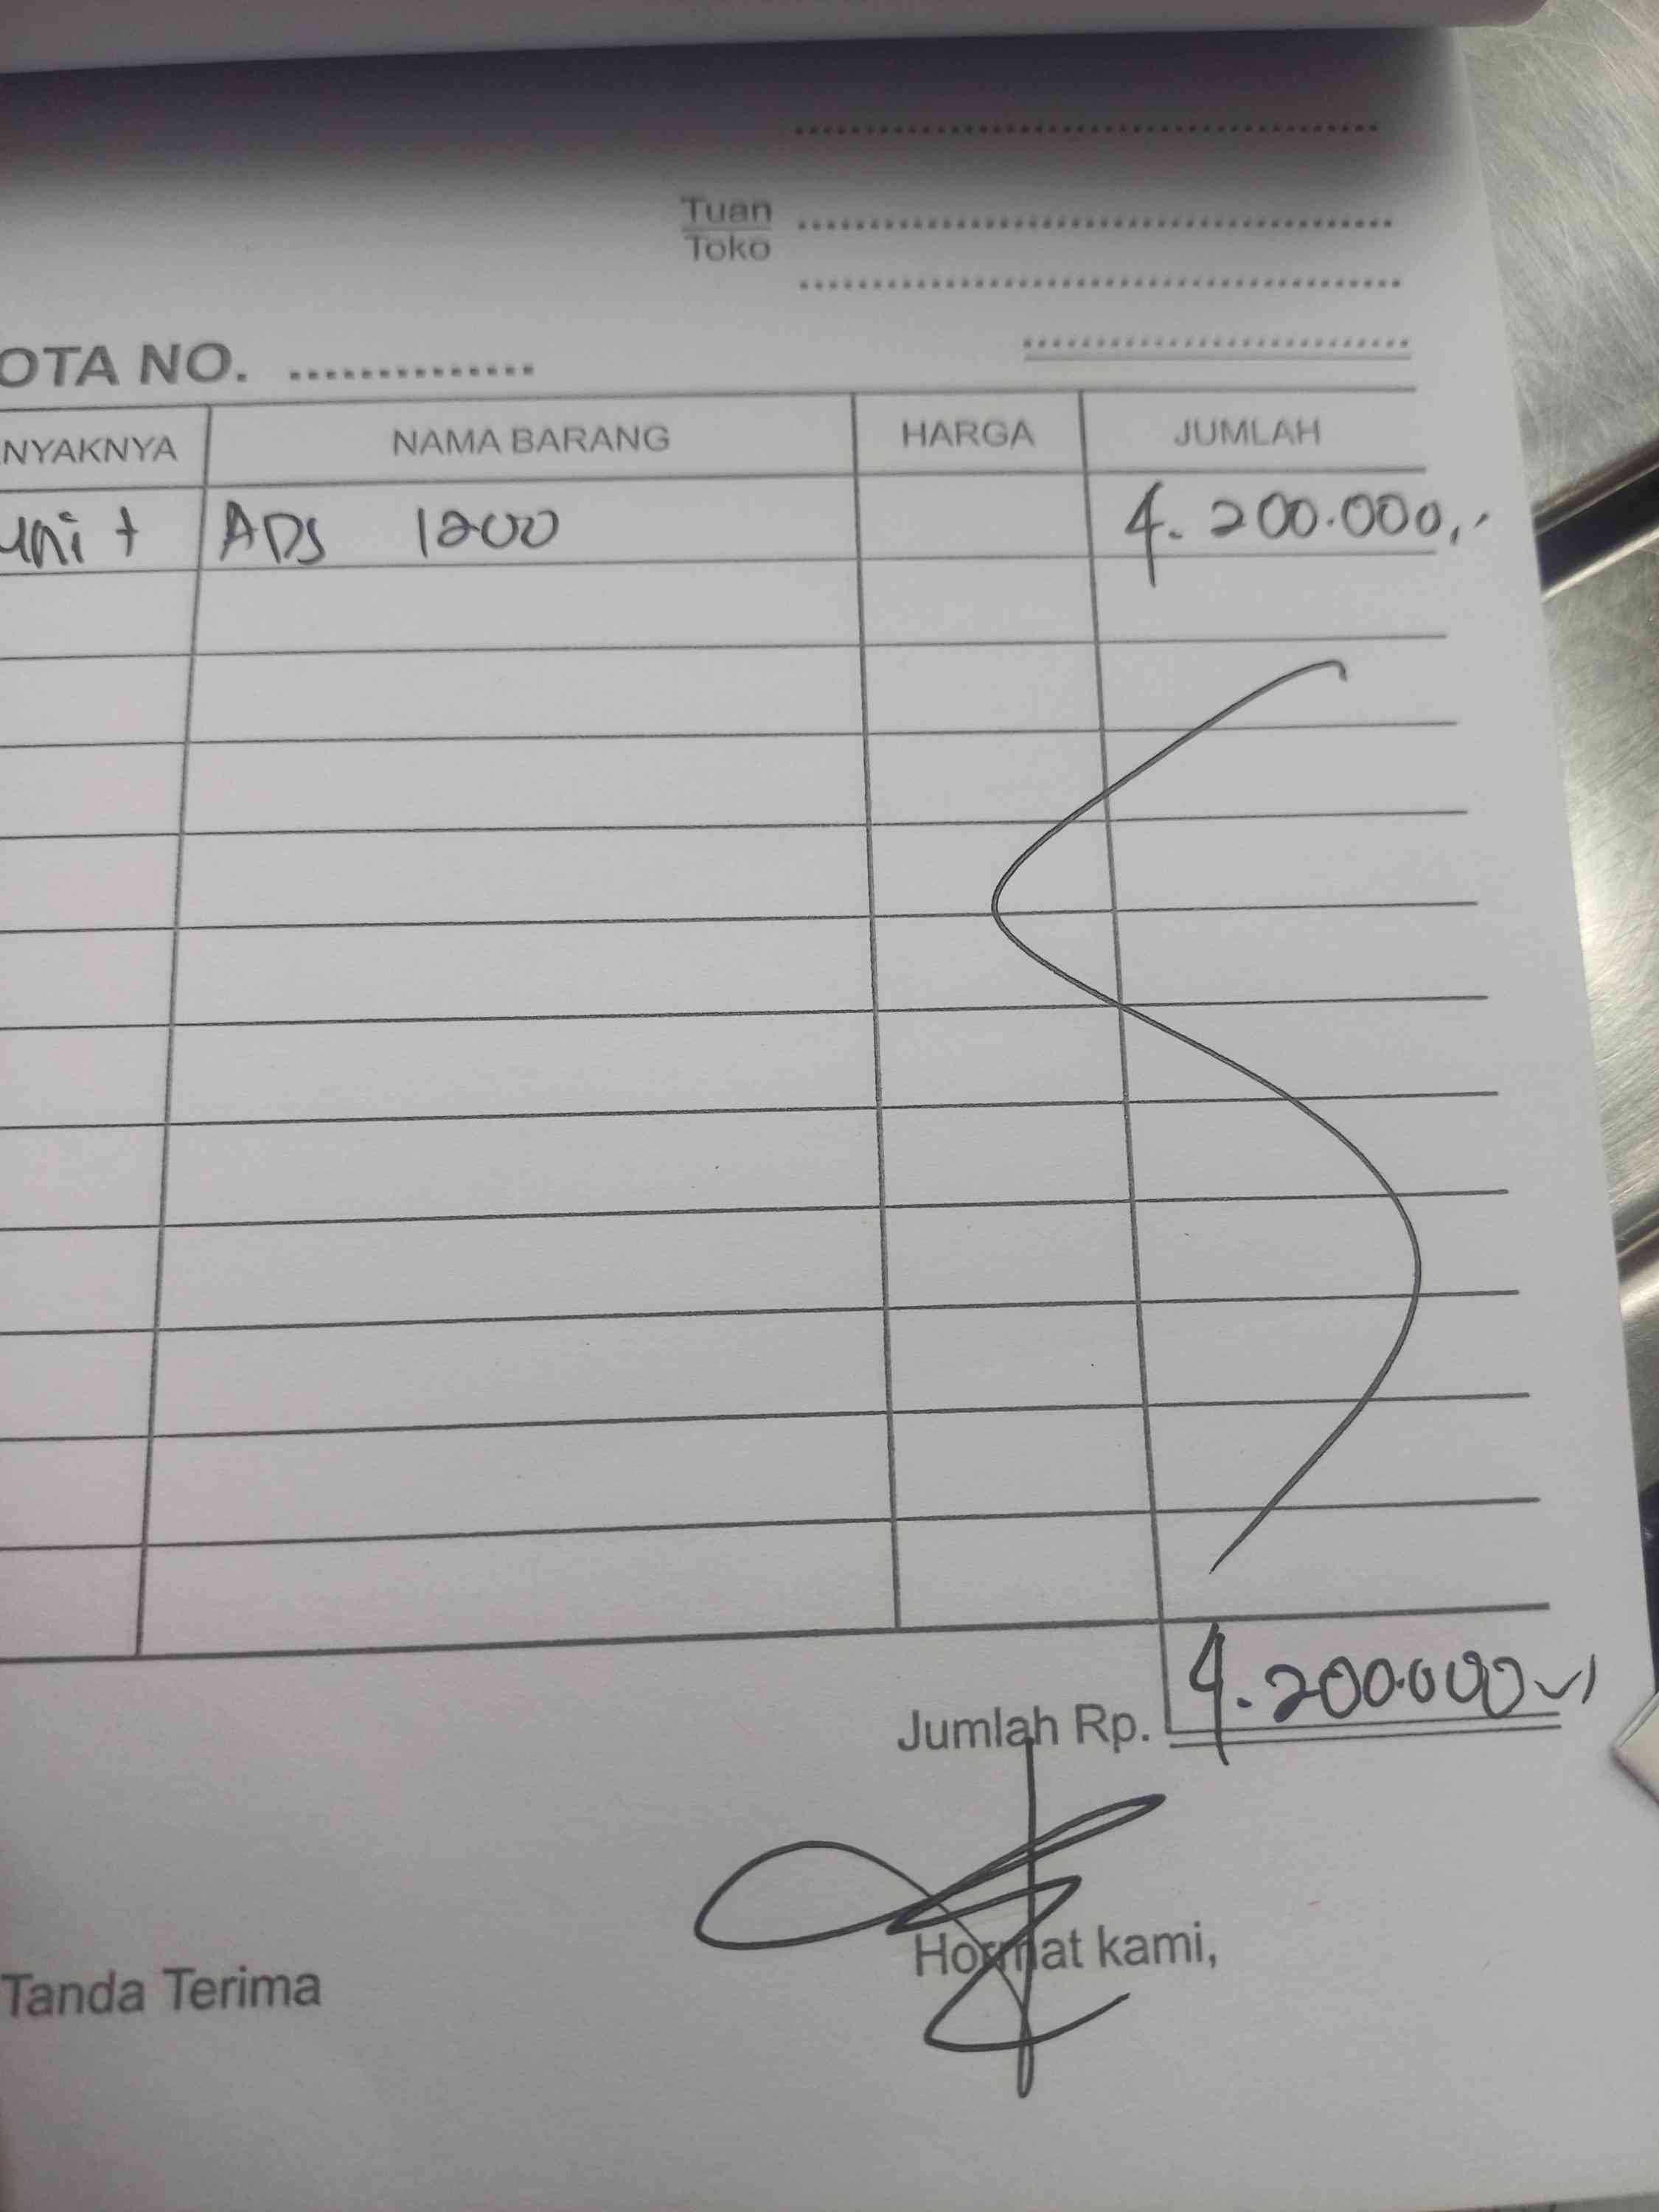 Tuan
Toko
OTA NO. ..............
NYAKNYA NAMA BARANG HARGA JUMLAH
unit ADS 1200 4.200.000,-
Jumlah Rp. 4.200.000,-
Tanda Terima Hormat kami,